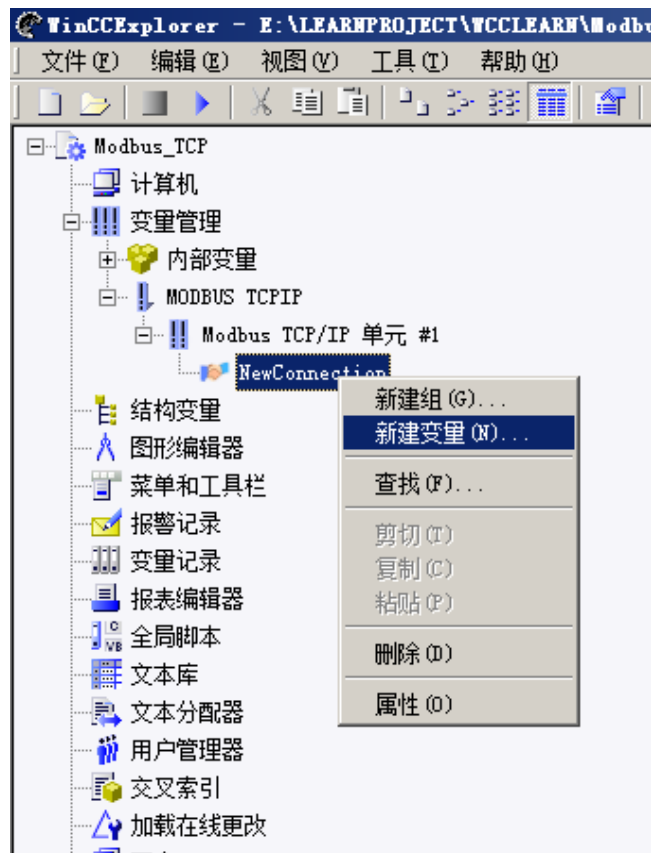 WinCCExplorer - E:\LEARNPROJECT\WCCLEARN\Modbu
文件(F) 编辑(E) 视图(V) 工具(T) 帮助(H)
Modbus_TCP
计算机
变量管理
内部变量
MODBUS TCPIP
Modbus TCP/IP 单元 #1
NewConnection
新建组(G)...
新建变量(N)...
查找(F)...
剪切(T)
复制(C)
粘贴(P)
删除(D)
属性(O)
结构变量
图形编辑器
菜单和工具栏
报警记录
变量记录
报表编辑器
全局脚本
文本库
文本分配器
用户管理器
交叉索引
加载在线更改